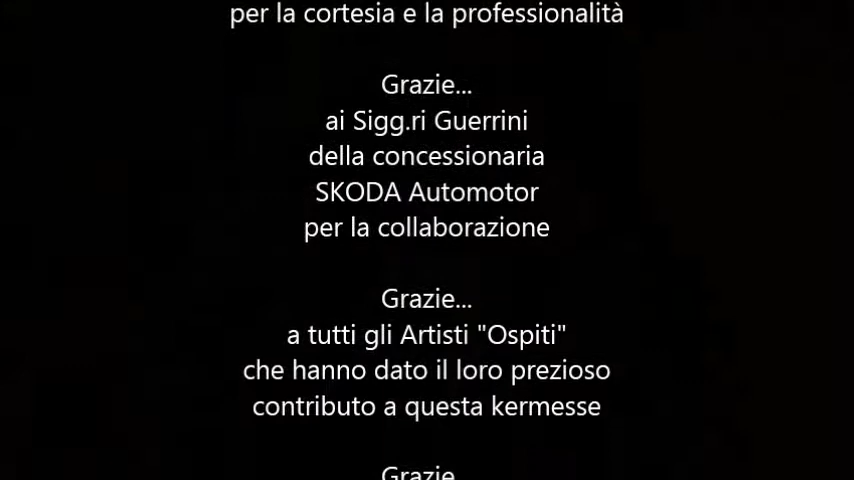 per la cortesia e la professionalità
Grazie...
ai Sigg.ri Guerrini
della concessionaria
SKODA Automotor
per la collaborazione
Grazie...
a tutti gli Artisti "Ospiti"
che hanno dato il loro prezioso
contributo a questa kermesse
Grazie...